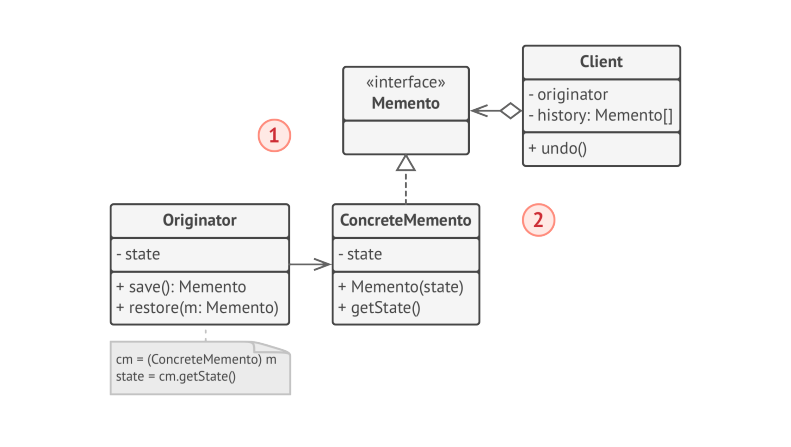 1
«interface»
Memento
Client
- originator
- history: Memento[]
+ undo()
2
Originator
- state
+ save(): Memento
+ restore(m: Memento)
ConcreteMemento
- state
+ Memento(state)
+ getState()
cm = (ConcreteMemento) m
state = cm.getState()